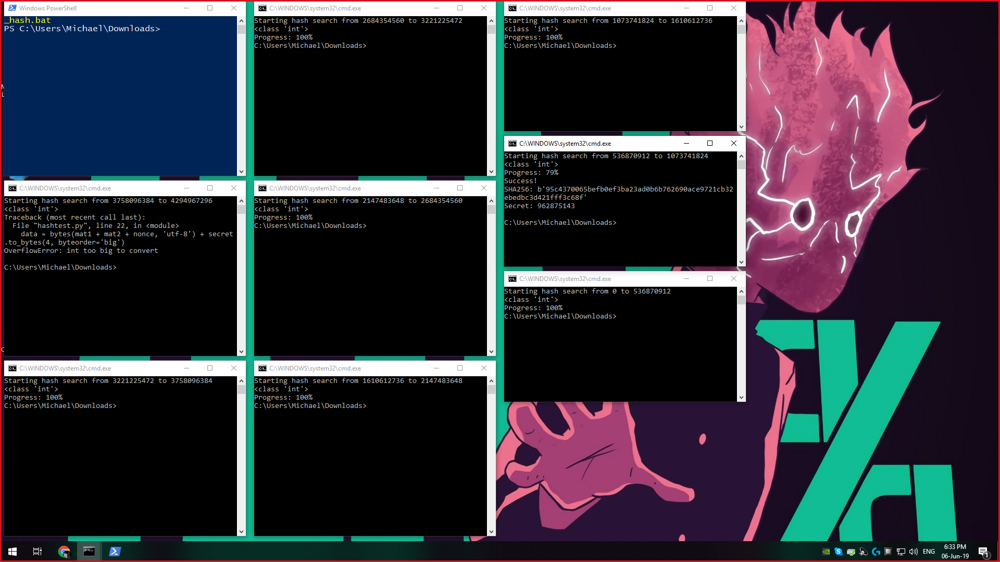 Windows PowerShell
_hash.bat
PS C:\Users\Michael\Downloads>
C:\WINDOWS\system32\cmd.exe
Starting hash search from 2684354560 to 3221225472
<class 'int'>
Progress: 100%
C:\Users\Michael\Downloads>
C:\WINDOWS\system32\cmd.exe
Starting hash search from 1073741824 to 1610612736
<class 'int'>
Progress: 100%
C:\Users\Michael\Downloads>
C:\WINDOWS\system32\cmd.exe
Starting hash search from 536870912 to 1073741824
<class 'int'>
Progress: 79%
Success!
SHA256: b'95c4370065befb0ef3ba23ad0b6b762690ace9721cb32
ebedbc3d421fff3c68f'
Secret: 962875143
C:\Users\Michael\Downloads>
C:\WINDOWS\system32\cmd.exe
Starting hash search from 3758096384 to 4294967296
<class 'int'>
Traceback (most recent call last):
File "hashtest.py", line 22, in <module>
data = bytes(mat1 + mat2 + nonce, 'utf-8') + secret
.to_bytes(4, byteorder='big')
OverflowError: int too big to convert
C:\Users\Michael\Downloads>
C:\WINDOWS\system32\cmd.exe
Starting hash search from 2147483648 to 2684354560
<class 'int'>
Progress: 100%
C:\Users\Michael\Downloads>
C:\WINDOWS\system32\cmd.exe
Starting hash search from 0 to 536870912
<class 'int'>
Progress: 100%
C:\Users\Michael\Downloads>
C:\WINDOWS\system32\cmd.exe
Starting hash search from 3221225472 to 3758096384
<class 'int'>
Progress: 100%
C:\Users\Michael\Downloads>
C:\WINDOWS\system32\cmd.exe
Starting hash search from 1610612736 to 2147483648
<class 'int'>
Progress: 100%
C:\Users\Michael\Downloads>
ENG
6:33 PM
06-Jun-19
1